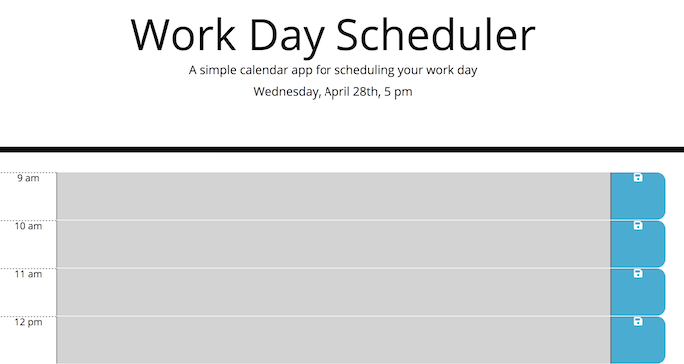 Work Day Scheduler
A simple calendar app for scheduling your work day
Wednesday, April 28th, 5 pm
9 am
10 am
11 am
12 pm